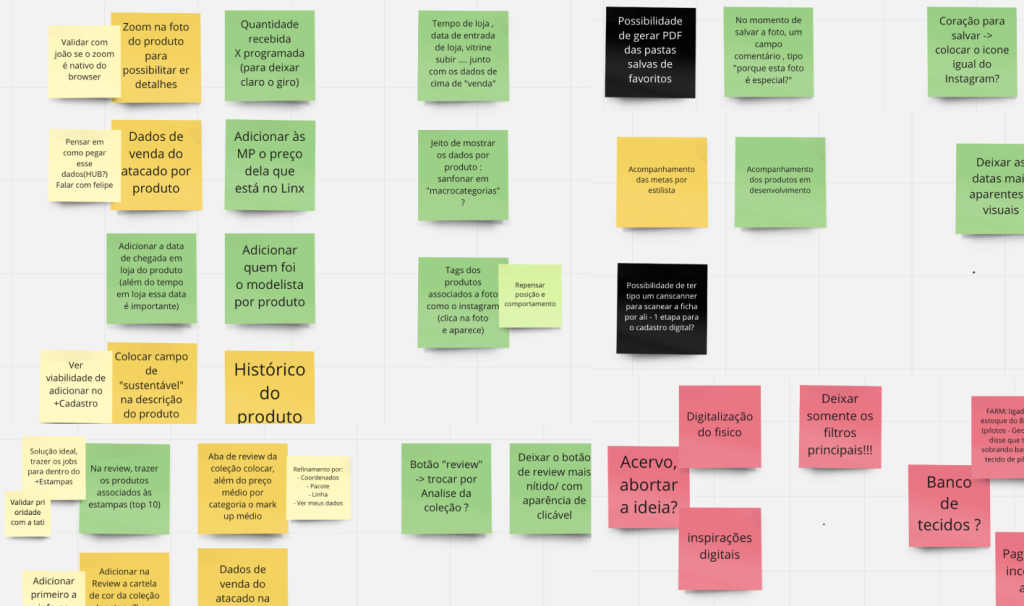 Validar com
joão se o zoom
é nativo do
browser
Zoom na foto
do produto
para
possibilitar er
detalhes
Quantidade
recebida
X programada
(para deixar
claro o giro)
Tempo de loja ,
data de entrada
de loja, vitrine
subir .... junto
com os dados de
cima de "venda"
Possibilidade
de gerar PDF
das pastas
salvas de
favoritos
No momento de
salvar a foto, um
campo
comentário , tipo
"porque esta foto
é especial?"
Coração para
salvar ->
colocar o icone
igual do
Instagram?
Pensar em
como pegar
esse
dados(HUB?)
Falar com felipe
Dados de
venda do
atacado por
produto
Adicionar às
MP o preço
dela que
está no Linx
Jeito de mostrar
os dados por
produto :
sanfonar em
"macrocategorias"
?
Acompanhamento
das metas por
estilista
Acompanhamento
dos produtos em
desenvolvimento
Deixar as
datas mai
aparentes
visuais
Adicionar a data
de chegada em
loja do produto
(além do tempo
em loja essa data
é importante)
Adicionar
quem foi
o modelista
por produto
Tags dos
produtos
associados a foto
como o instagram
(clica na foto
e aparece)
Repensar
posição e
comportamento
Possibilidade de ter
tipo um canscanner
para scanear a ficha
por ali - 1 etapa para
o cadastro digital?
Ver
viabilidade de
adicionar no
+Cadastro
Colocar campo
de
"sustentável"
na descrição
do produto
Histórico
do
produto
Solução ideal,
trazer os jobs
para dentro do
+Estampas
Validar pri
oridade
com a tati
Na review, trazer
os produtos
associados às
estampas (top 10)
Aba de review da
coleção colocar,
além do preço
médio por
categoria o mark
up médio
Refinamento por:
- Coordenados
- Pacote
- Linha
- Ver meus dados
Botão "review"
-> trocar por
Analise da
coleção ?
Deixar o botão
de review mais
nítido/ com
aparência de
clicável
Acervo,
abortar
a ideia?
Digitalização
do fisico
inspirações
digitais
Deixar
somente os
filtros
principais!!!
Banco
de
tecidos ?
FARM: ligad
estoque do B
(pilotos - Geo
disse que t
sobrando bas
tecido de pil
Pag
inc
a
Adicionar
primeiro a
Adicionar na
Review a cartela
de cor da coleção
Dados de
venda do
atacado na